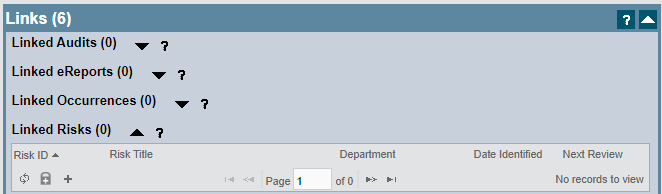 Links (6) ?
Linked Audits (0) ?
Linked eReports (0) ?
Linked Occurrences (0) ?
Linked Risks (0) ?
Risk ID Risk Title Department Date Identified Next Review
Page 1 of 0 No records to view